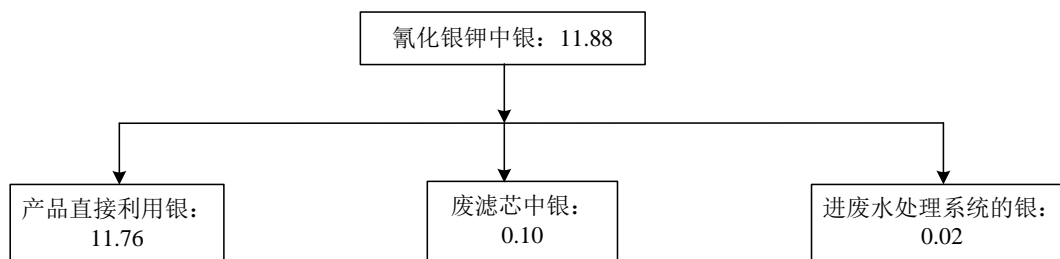 氰化银钾中银：11.88
产品直接利用银：
11.76
废滤芯中银：
0.10
进废水处理系统的银：
0.02